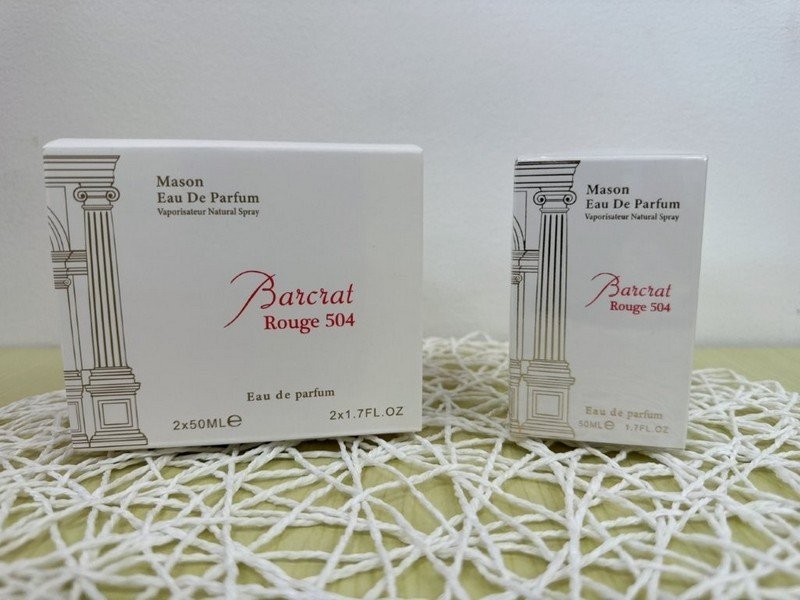 Mason
Eau De Parfum
Vaporisateur Natural Spray
Barcrat
Rouge 504
Eau de parfum
2x50ML℮
2x1.7FL.OZ
Mason
Eau De Parfum
Vaporisateur Natural Spray
Barcrat
Rouge 504
Eau de parfum
50ML℮ 1.7FL.OZ